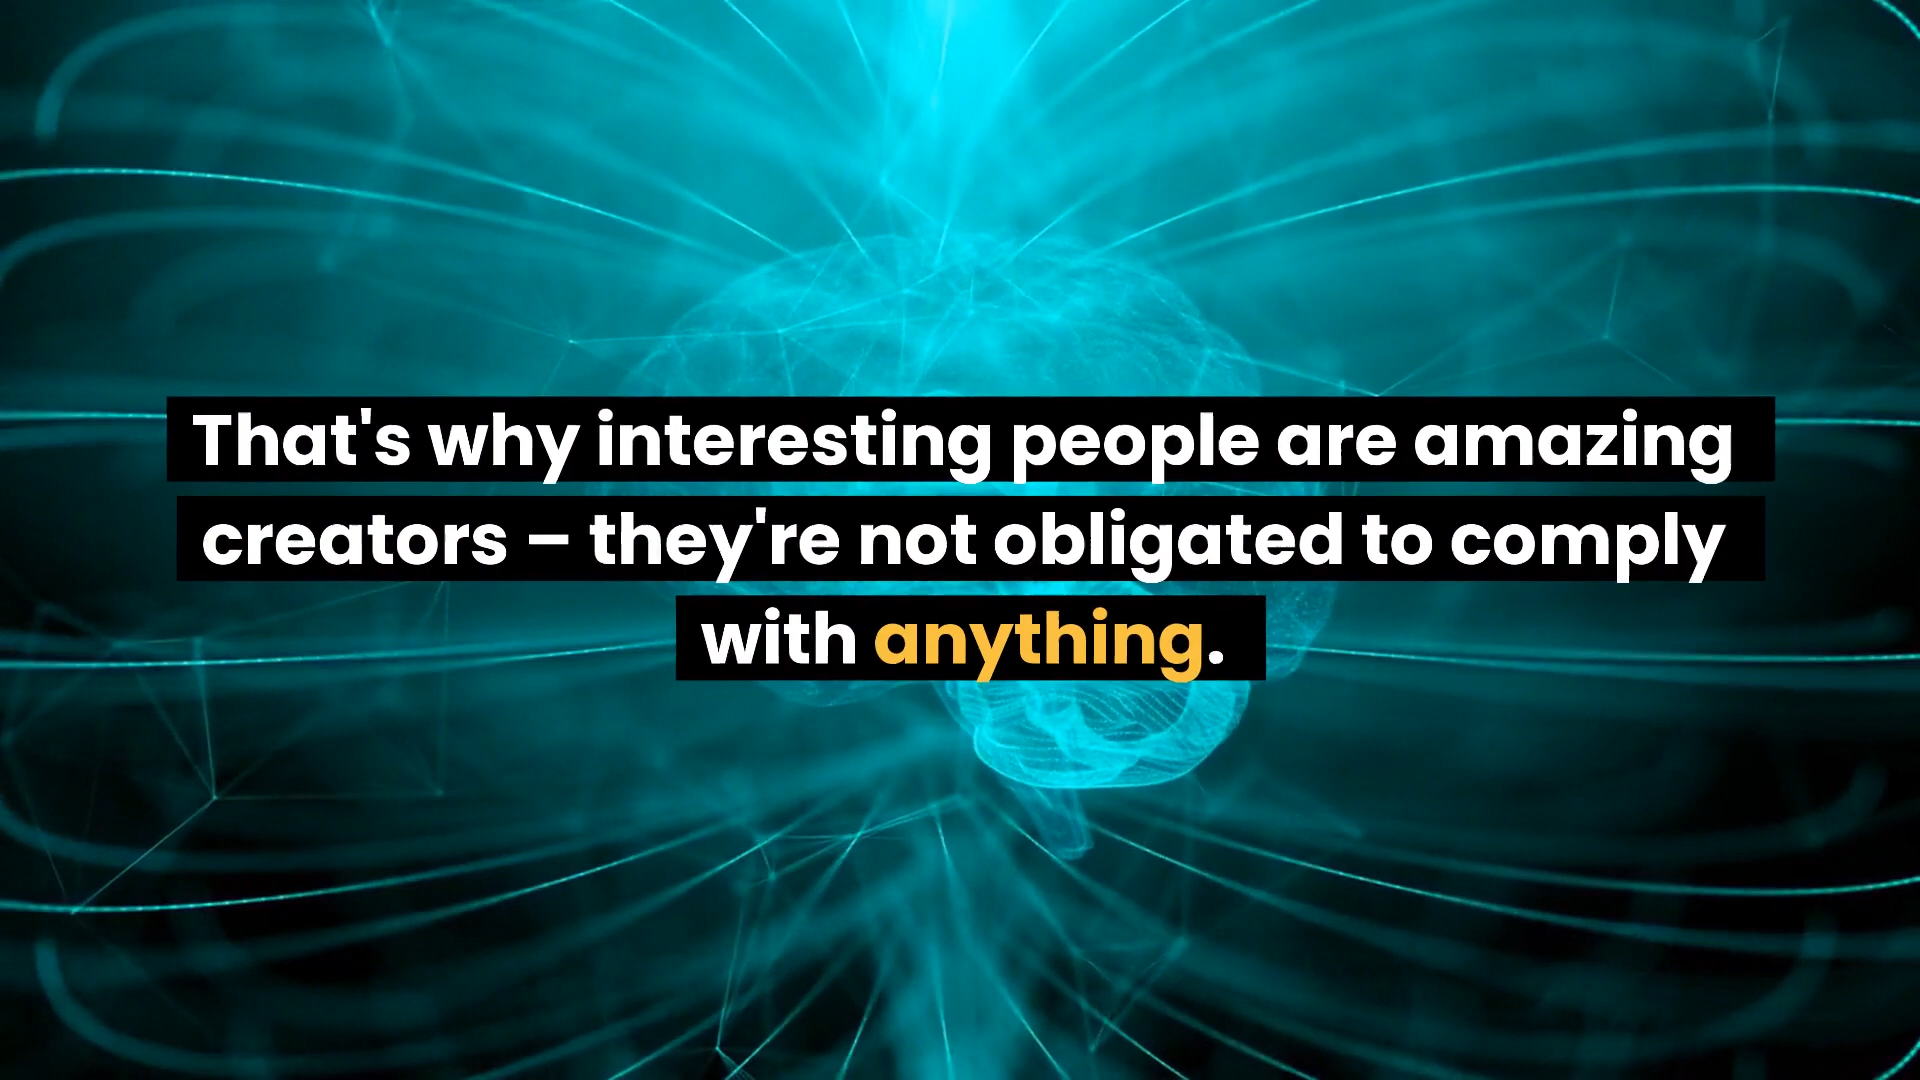 That's why interesting people are amazing
creators – they're not obligated to comply
with anything.